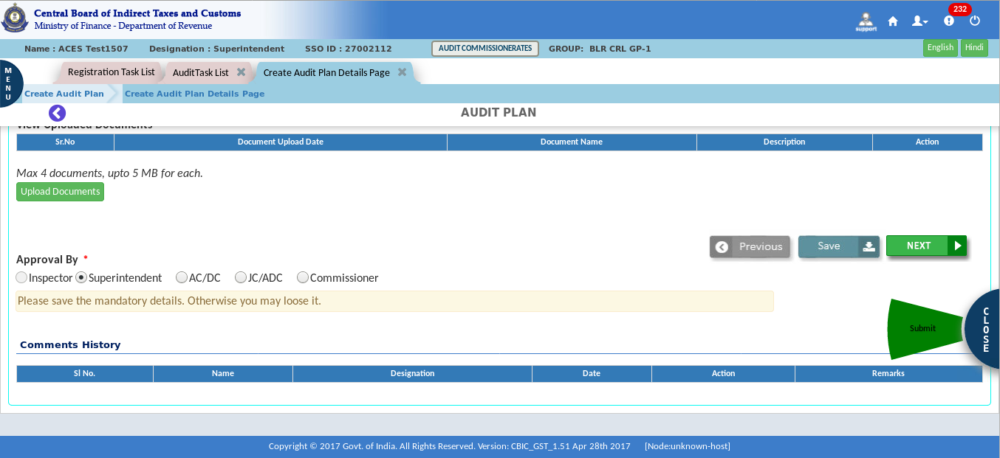 Central Board of Indirect Taxes and Customs
Ministry of Finance - Department of Revenue
support
232
Name : ACES Test1507 Designation : Superintendent SSO ID : 27002112 AUDIT COMMISSIONERATES GROUP: BLR CRL GP-1 English Hindi
MENU
Registration Task List AuditTask List Create Audit Plan Details Page
Create Audit Plan Create Audit Plan Details Page
AUDIT PLAN
View Uploaded Documents
Sr.No Document Upload Date Document Name Description Action
Max 4 documents, upto 5 MB for each.
Upload Documents
Previous Save NEXT
Approval By *
Inspector Superintendent AC/DC JC/ADC Commissioner
Please save the mandatory details. Otherwise you may loose it.
Submit
CLOSE
Comments History
Sl No. Name Designation Date Action Remarks
Copyright © 2017 Govt. of India. All Rights Reserved. Version: CBIC_GST_1.51 Apr 28th 2017 [Node:unknown-host]